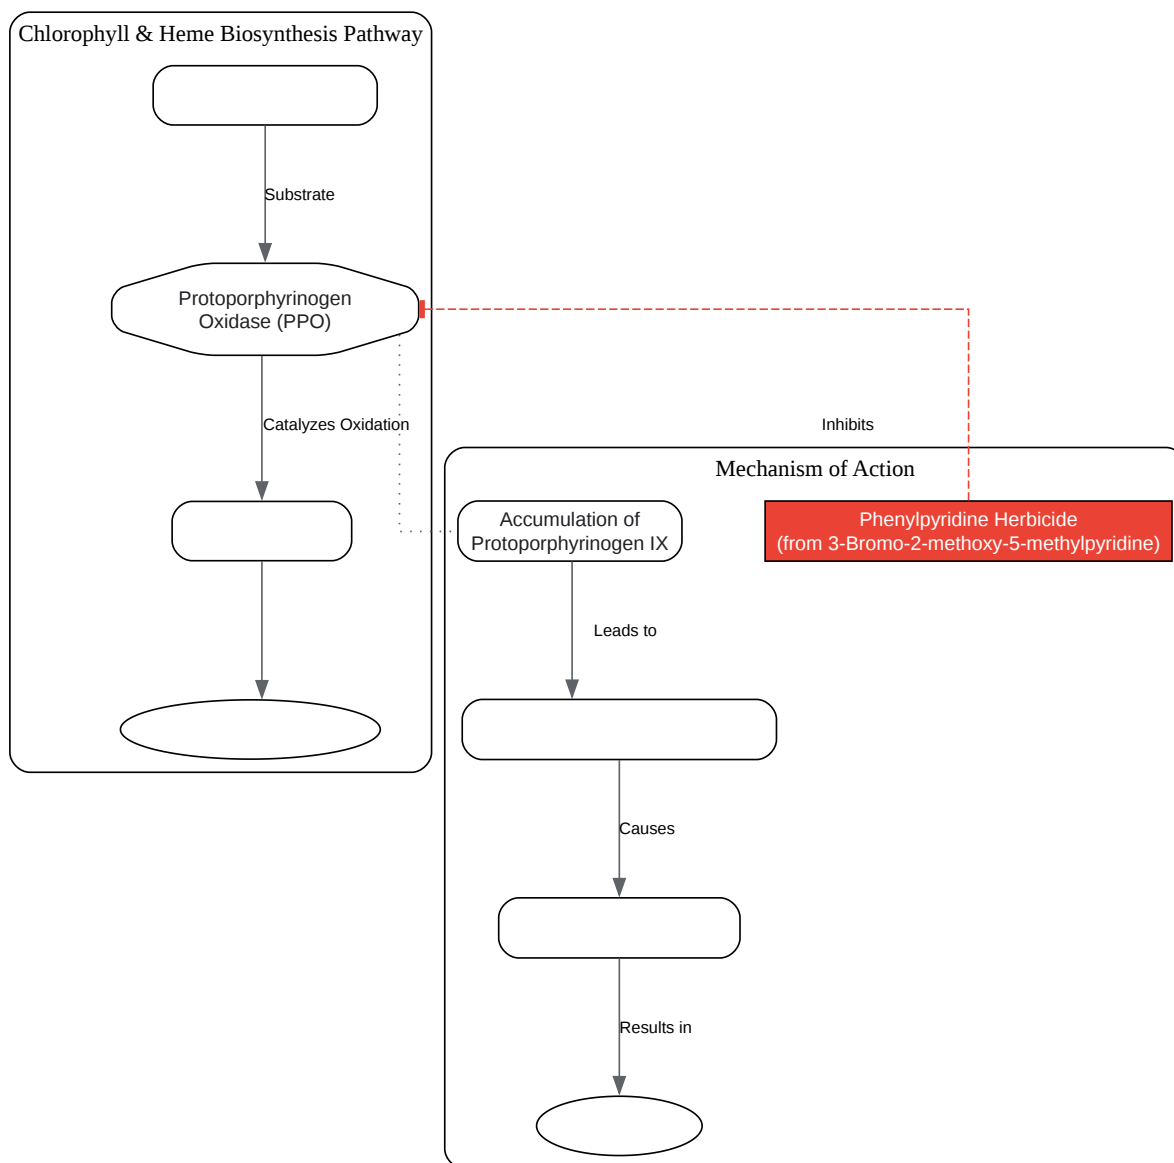 Chlorophyll & Heme Biosynthesis Pathway
Substrate
Protoporphyrinogen
Oxidase (PPO)
Catalyzes Oxidation
Inhibits
Mechanism of Action
Accumulation of
Protoporphyrinogen IX
Phenylpyridine Herbicide
(from 3-Bromo-2-methoxy-5-methylpyridine)
Leads to
Causes
Results in